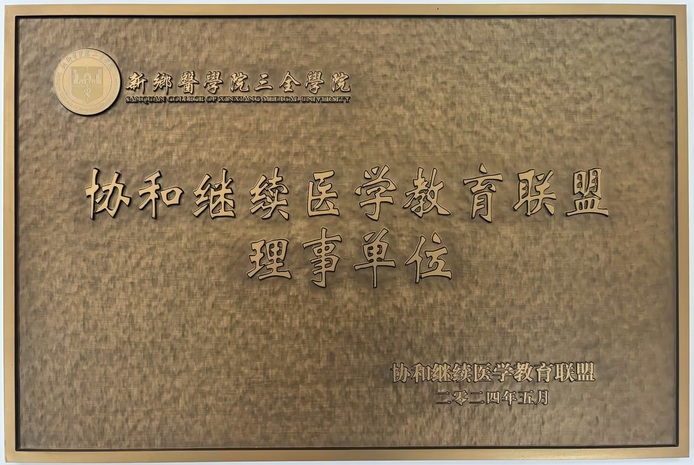 新鄉醫學院三全學院
SANQUAN COLLEGE OF XINXIANG MEDICAL UNIVERSITY
协和继续医学教育联盟
理事单位
协和继续医学教育联盟
二零二四年五月